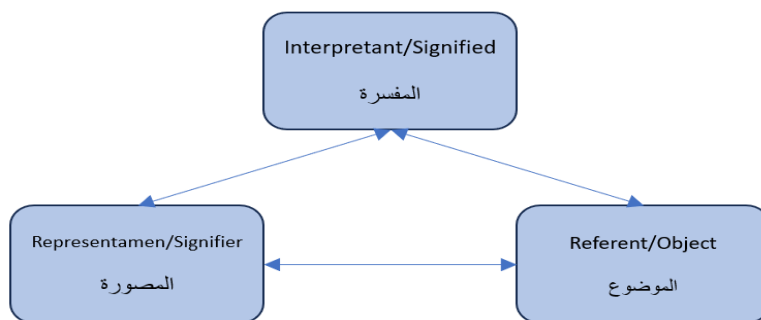 Interpretant/Signified
المفسرة
Representamen/Signifier
المصورة
Referent/Object
الموضوع